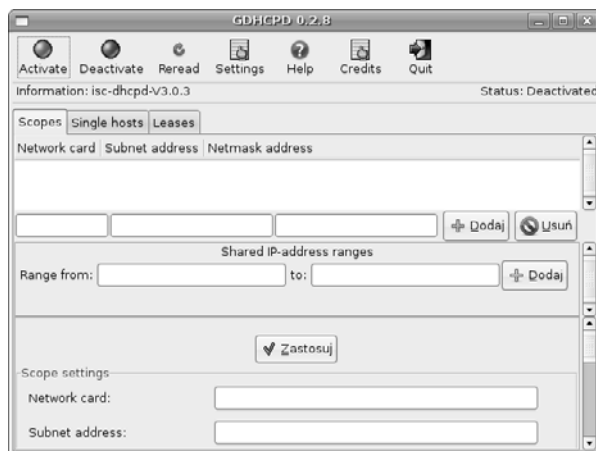 GDHCPD 0.2.8
Activate Deactivate Reread Settings Help Credits Quit
Information: isc-dhcpd-V3.0.3 Status: Deactivated
Scopes Single hosts Leases
Network card Subnet address Netmask address
Dodaj Usuń
Shared IP-address ranges
Range from: to: Dodaj
Zastosuj
Scope settings
Network card:
Subnet address: